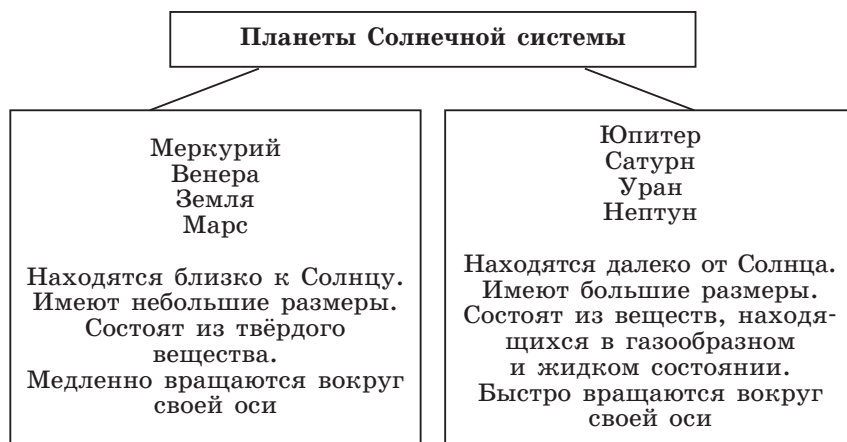 Планеты Солнечной системы
Меркурий
Венера
Земля
Марс
Находятся близко к Солнцу.
Имеют небольшие размеры.
Состоят из твёрдого
вещества.
Медленно вращаются вокруг
своей оси
Юпитер
Сатурн
Уран
Нептун
Находятся далеко от Солнца.
Имеют большие размеры.
Состоят из веществ, находя-
щихся в газообразном
и жидком состоянии.
Быстро вращаются вокруг
своей оси